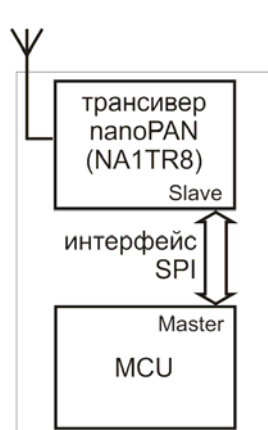 трансивер
nanoPAN
(NA1TR8)
Slave
интерфейс
SPI
Master
MCU